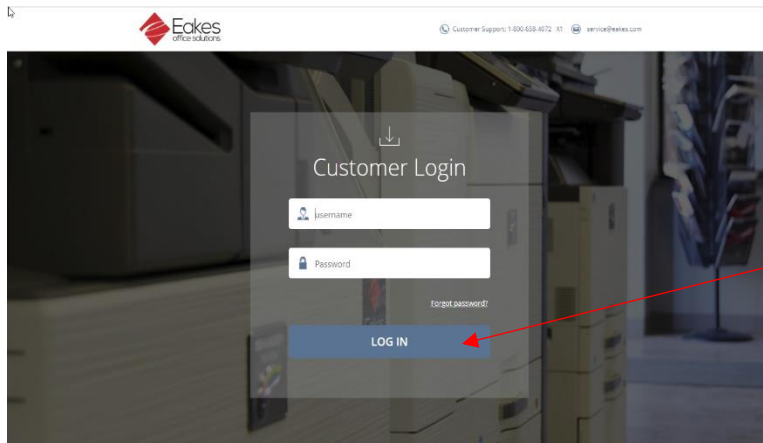 Eakes
office solutions
Customer Support: 1-800-638-4072 X1 service@eakes.com
Customer Login
username
Password
Forgot password?
LOG IN